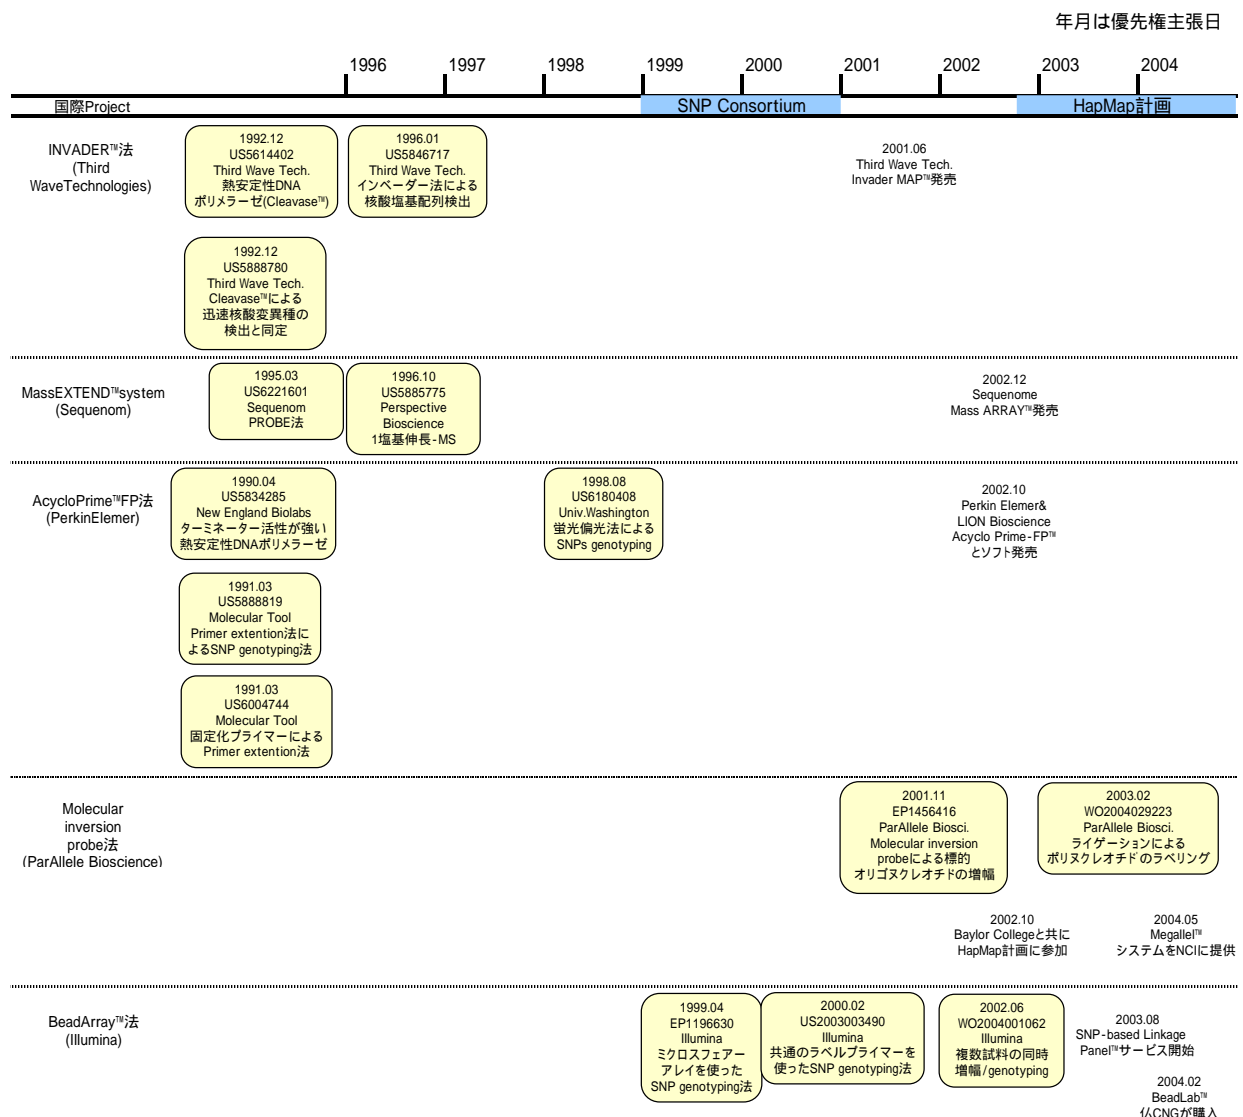 年月は優先権主張日
1996 1997 1998 1999 2000 2001 2002 2003 2004
国際Project SNP Consortium HapMap計画
INVADER™法
(Third
WaveTechnologies)
1992.12
US5614402
Third Wave Tech.
熱安定性DNA
ポリメラーゼ(Cleavase™)
1996.01
US5846717
Third Wave Tech.
インベーダー法による
核酸塩基配列検出
2001.06
Third Wave Tech.
Invader MAP™発売
1992.12
US5888780
Third Wave Tech.
Cleavase™による
迅速核酸変異種の
検出と同定
MassEXTEND™system
(Sequenom)
1995.03
US6221601
Sequenom
PROBE法
1996.10
US5885775
Perspective
Bioscience
1塩基伸長-MS
2002.12
Sequenome
Mass ARRAY™発売
AcycloPrime™FP法
(PerkinElemer)
1990.04
US5834285
New England Biolabs
ターミネーター活性が強い
熱安定性DNAポリメラーゼ
1998.08
US6180408
Univ.Washington
蛍光偏光法による
SNPs genotyping
2002.10
Perkin Elemer&
LION Bioscience
Acyclo Prime-FP™
とソフト発売
1991.03
US5888819
Molecular Tool
Primer extention法に
よるSNP genotyping法
1991.03
US6004744
Molecular Tool
固定化プライマーによる
Primer extention法
Molecular
inversion
probe法
(ParAllele Bioscience)
2001.11
EP1456416
ParAllele Biosci.
Molecular inversion
probeによる標的
オリゴヌクレオチドの増幅
2003.02
WO2004029223
ParAllele Biosci.
ライゲーションによる
ポリヌクレオチドのラベリング
2002.10
Baylor Collegeと共に
HapMap計画に参加
2004.05
Megallel™
システムをNCIに提供
BeadArray™法
(Illumina)
1999.04
EP1196630
Illumina
ミクロスフェアー
アレイを使った
SNP genotyping法
2000.02
US2003003490
Illumina
共通のラベルプライマーを
使ったSNP genotyping法
2002.06
WO2004001062
Illumina
複数試料の同時
増幅/genotyping
2003.08
SNP-based Linkage
Panel™サービス開始
2004.02
BeadLab™
仏CNGが購入